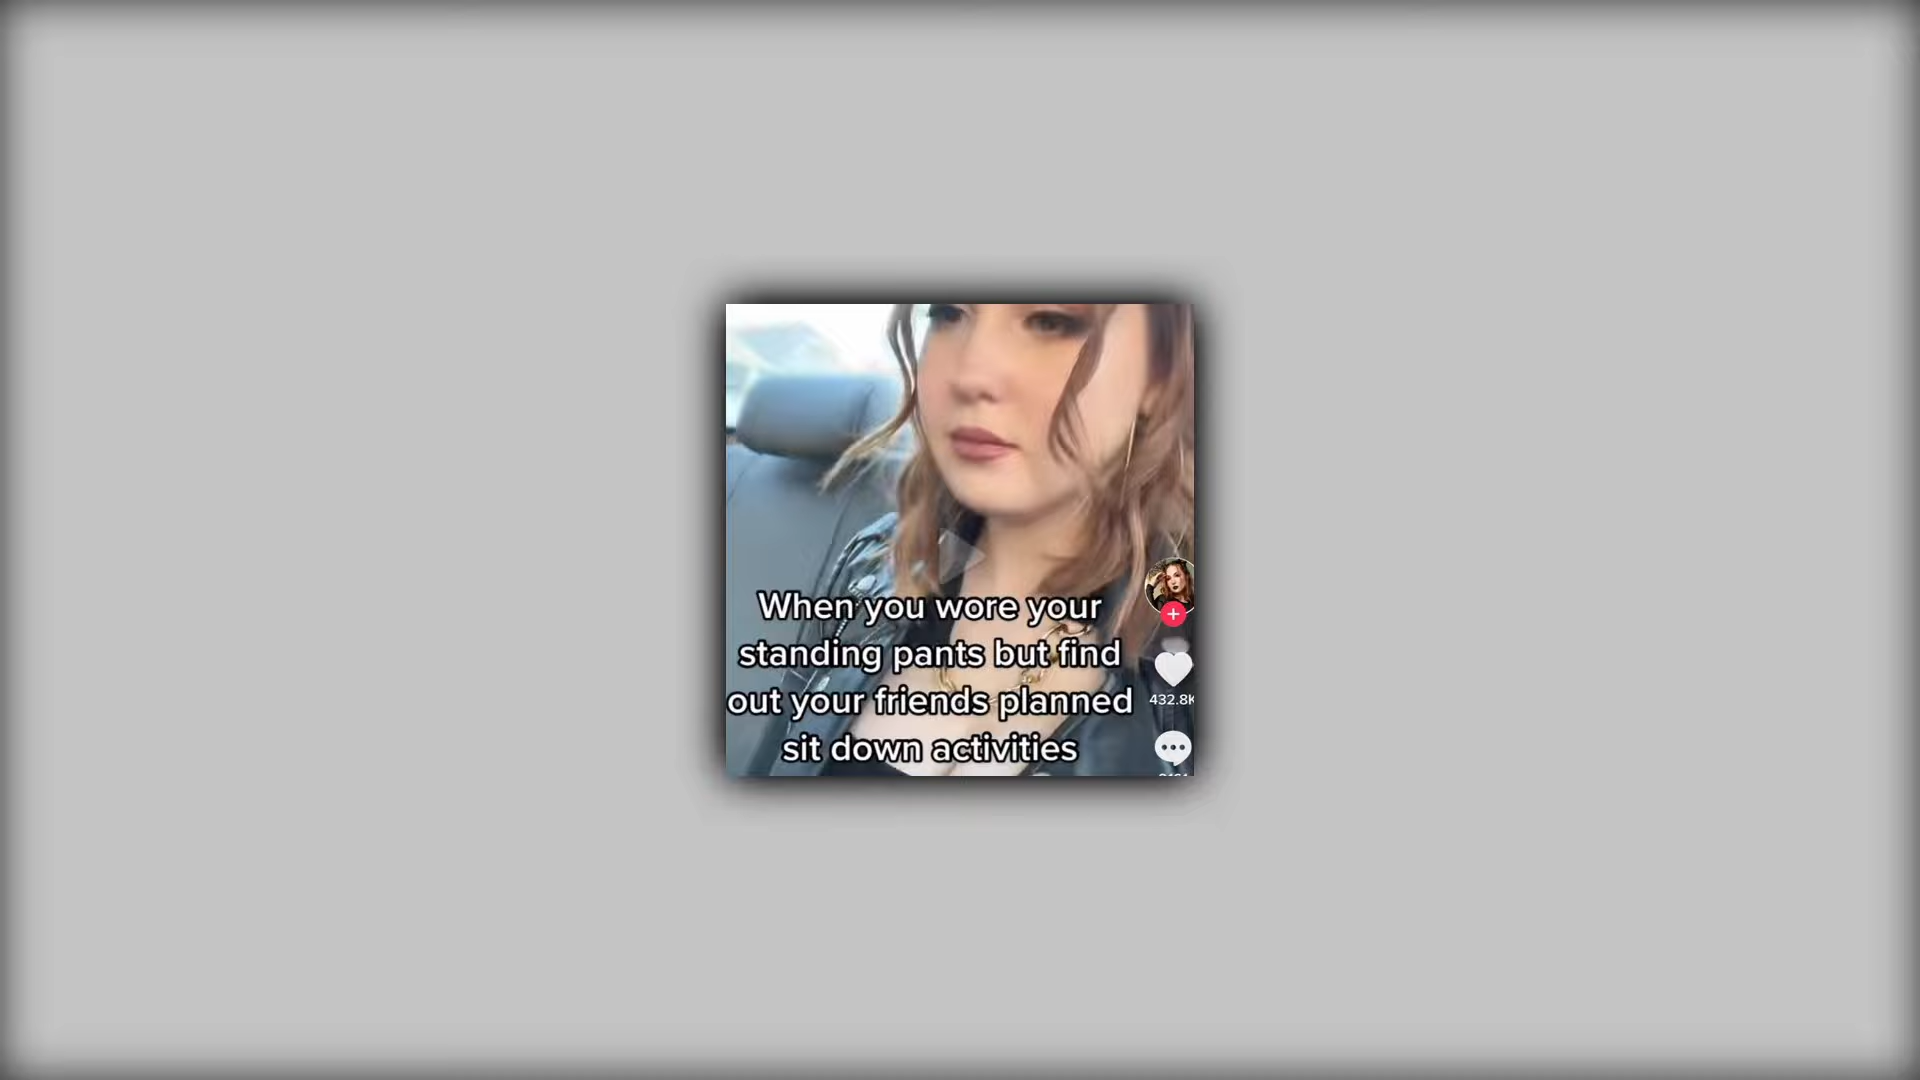 When you wore your
standing pants but find
out your friends planned
sit down activities
432.8K